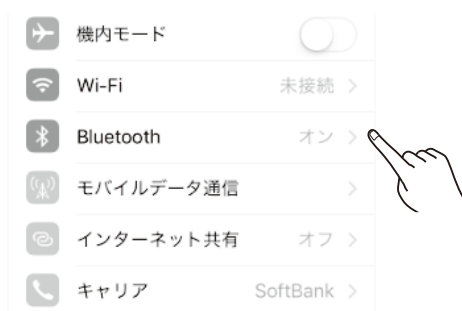 機内モード
Wi-Fi 未接続
Bluetooth オン
モバイルデータ通信
インターネット共有 オフ
キャリア SoftBank